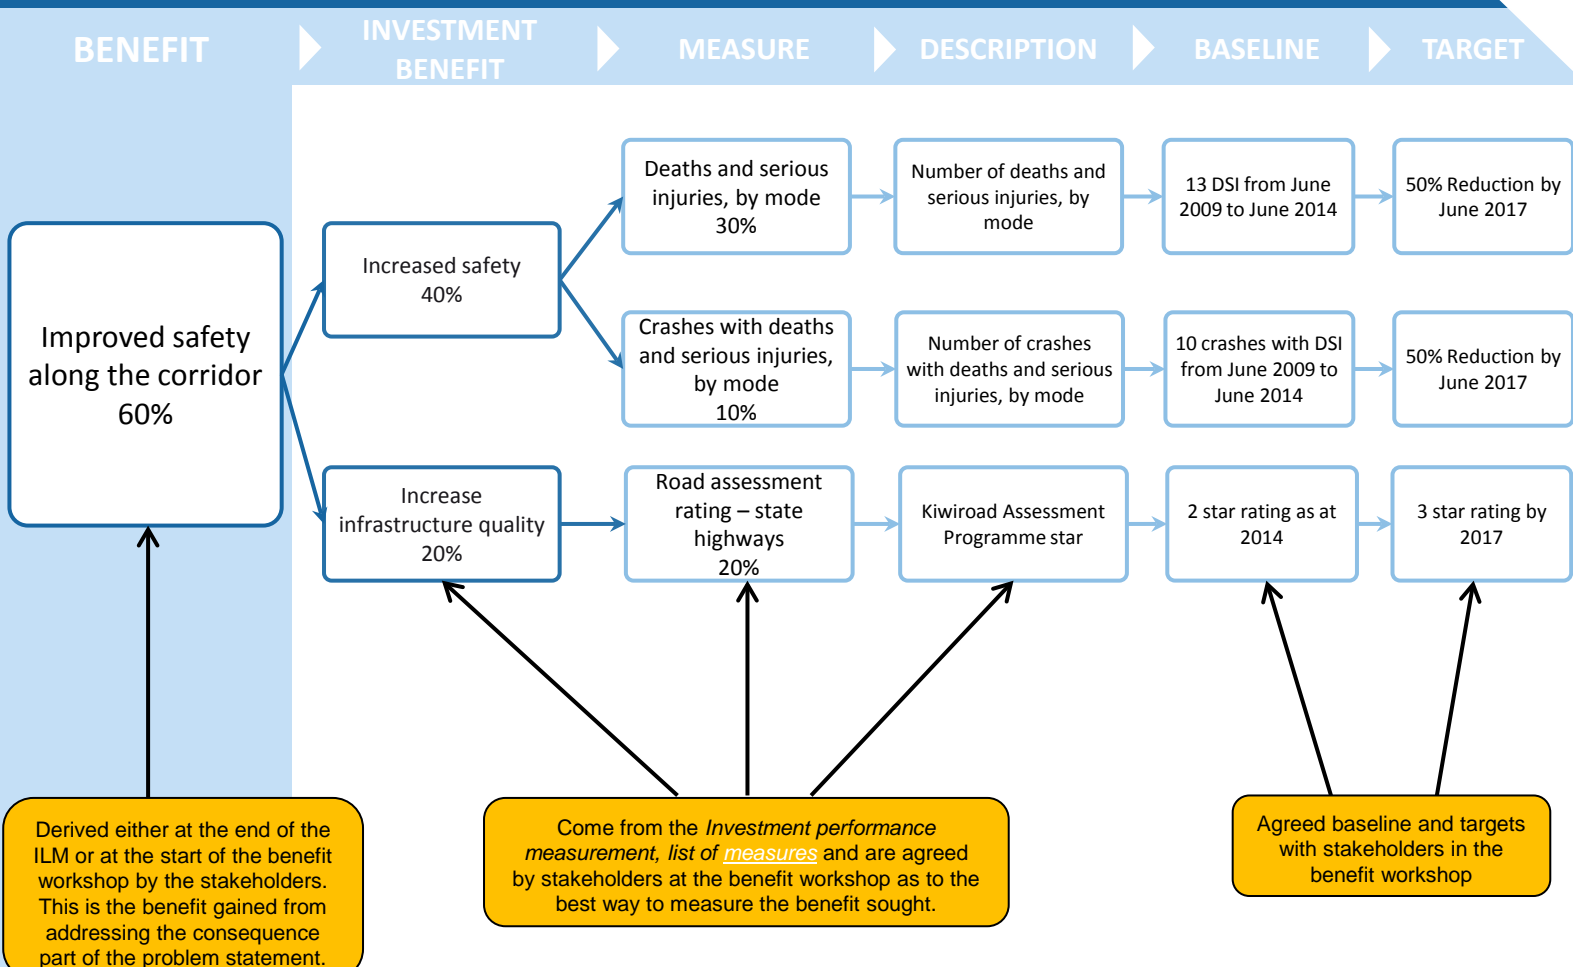 BENEFIT
INVESTMENT
BENEFIT
MEASURE
DESCRIPTION
BASELINE
TARGET
Improved safety
along the corridor
60%
Increased safety
40%
Deaths and serious
injuries, by mode
30%
Number of deaths and
serious injuries, by
mode
13 DSI from June
2009 to June 2014
50% Reduction by
June 2017
Crashes with deaths
and serious injuries,
by mode
10%
Number of crashes
with deaths and serious
injuries, by mode
10 crashes with DSI
from June 2009 to
June 2014
50% Reduction by
June 2017
Increase
infrastructure quality
20%
Road assessment
rating – state
highways
20%
Kiwiroad Assessment
Programme star
2 star rating as at
2014
3 star rating by
2017
Derived either at the end of the
ILM or at the start of the benefit
workshop by the stakeholders.
This is the benefit gained from
addressing the consequence
part of the problem statement.
Come from the Investment performance
measurement, list of measures and are agreed
by stakeholders at the benefit workshop as to the
best way to measure the benefit sought.
Agreed baseline and targets
with stakeholders in the
benefit workshop